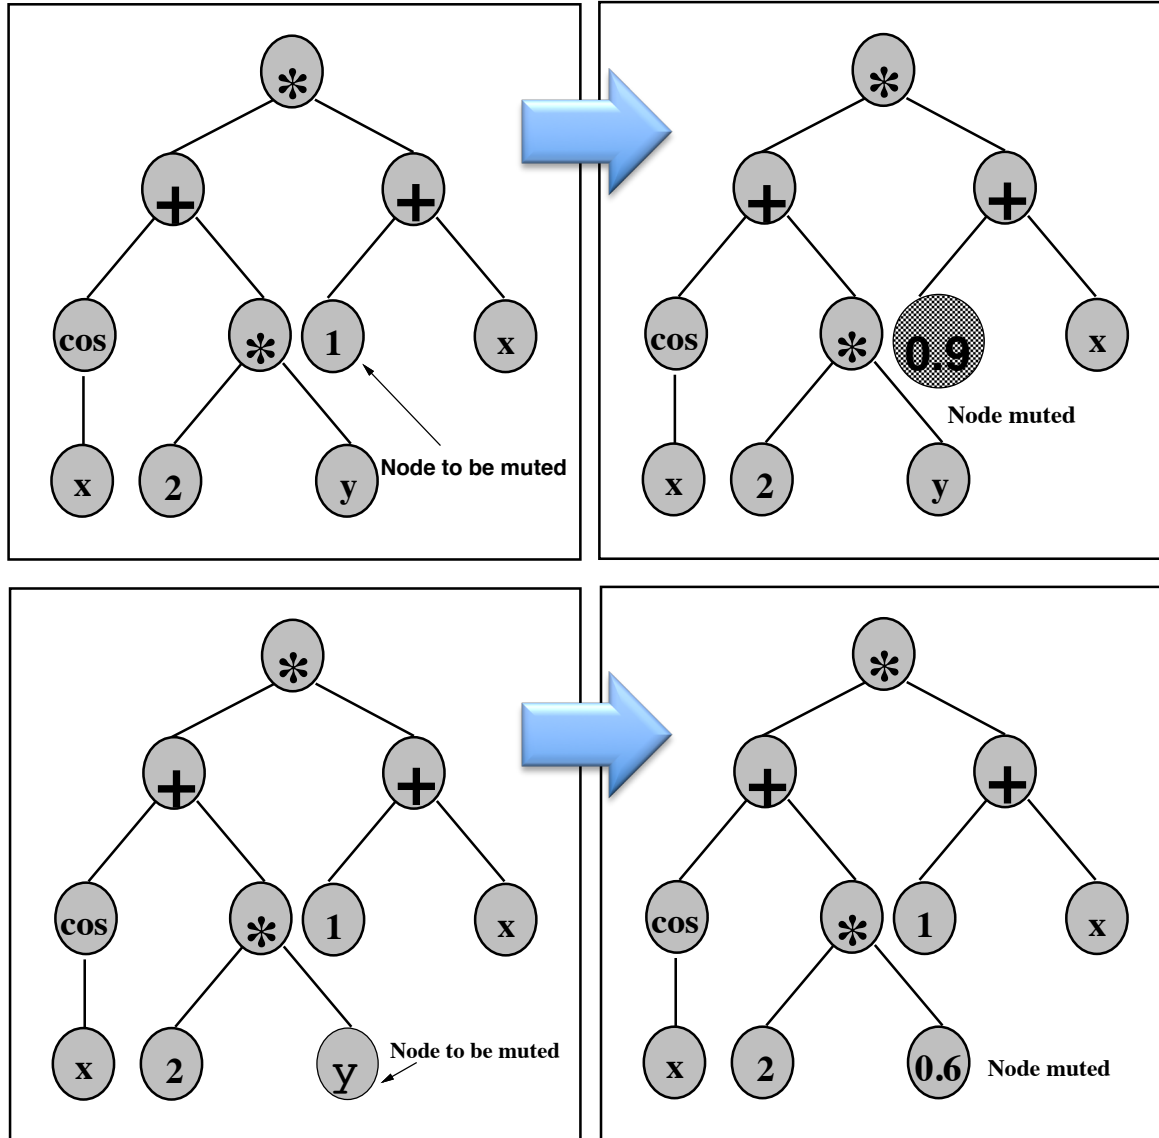 *
*
+ +
+ +
cos * 1 x
cos * 0.9 x
Node muted
Node to be muted
x 2 y
x 2 y
*
*
+ +
+ +
cos * 1 x
cos * 1 x
x 2 y Node to be muted
x 2 0.6 Node muted